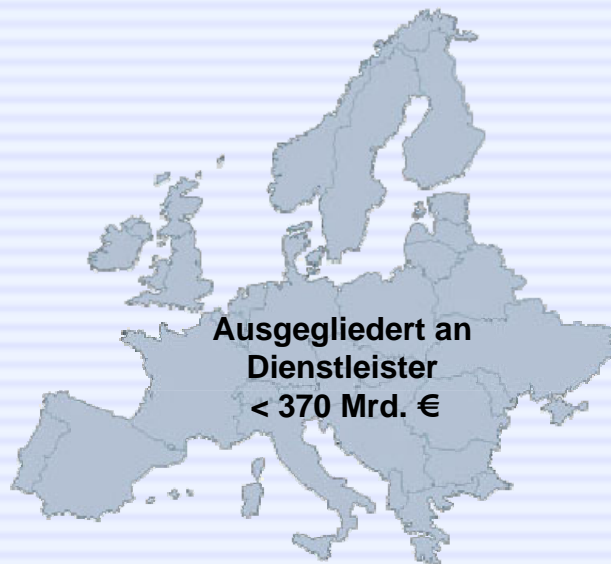 Ausgegliedert an
Dienstleister
< 370 Mrd. €